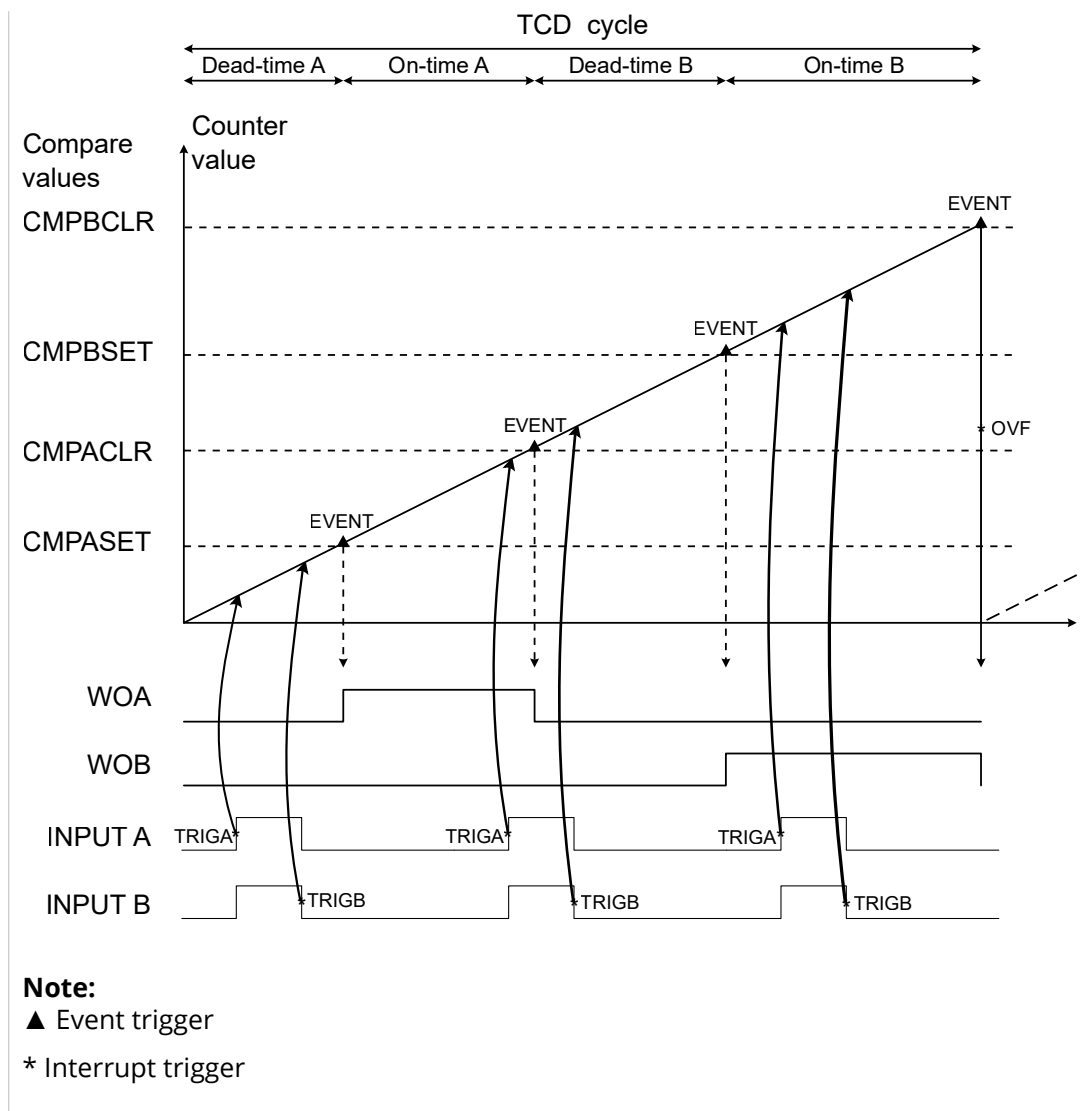 TCD cycle
Dead-time A On-time A Dead-time B On-time B
Compare
values
Counter
value
CMPBCLR
EVENT
CMPBSET
EVENT
OVF
CMPACLR
EVENT
CMPASET
EVENT
WOA
WOB
INPUT A
TRIGA* TRIGA* TRIGA*
INPUT B
*TRIGB *TRIGB *TRIGB
Note:
▲ Event trigger
* Interrupt trigger